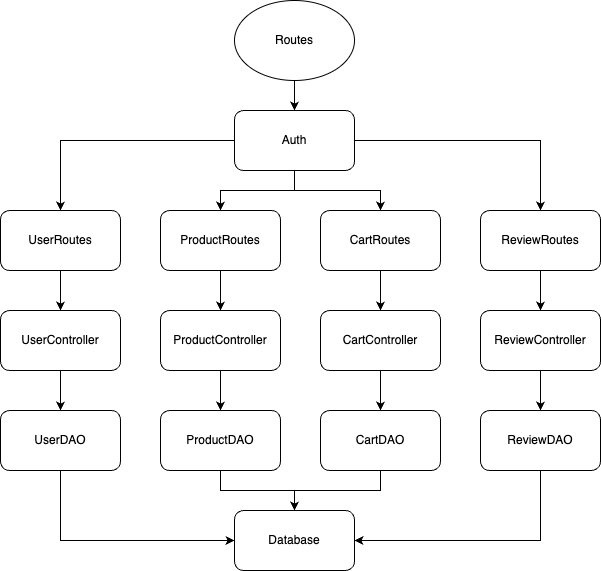 Routes
Auth
UserRoutes
ProductRoutes
CartRoutes
ReviewRoutes
UserController
ProductController
CartController
ReviewController
UserDAO
ProductDAO
CartDAO
ReviewDAO
Database